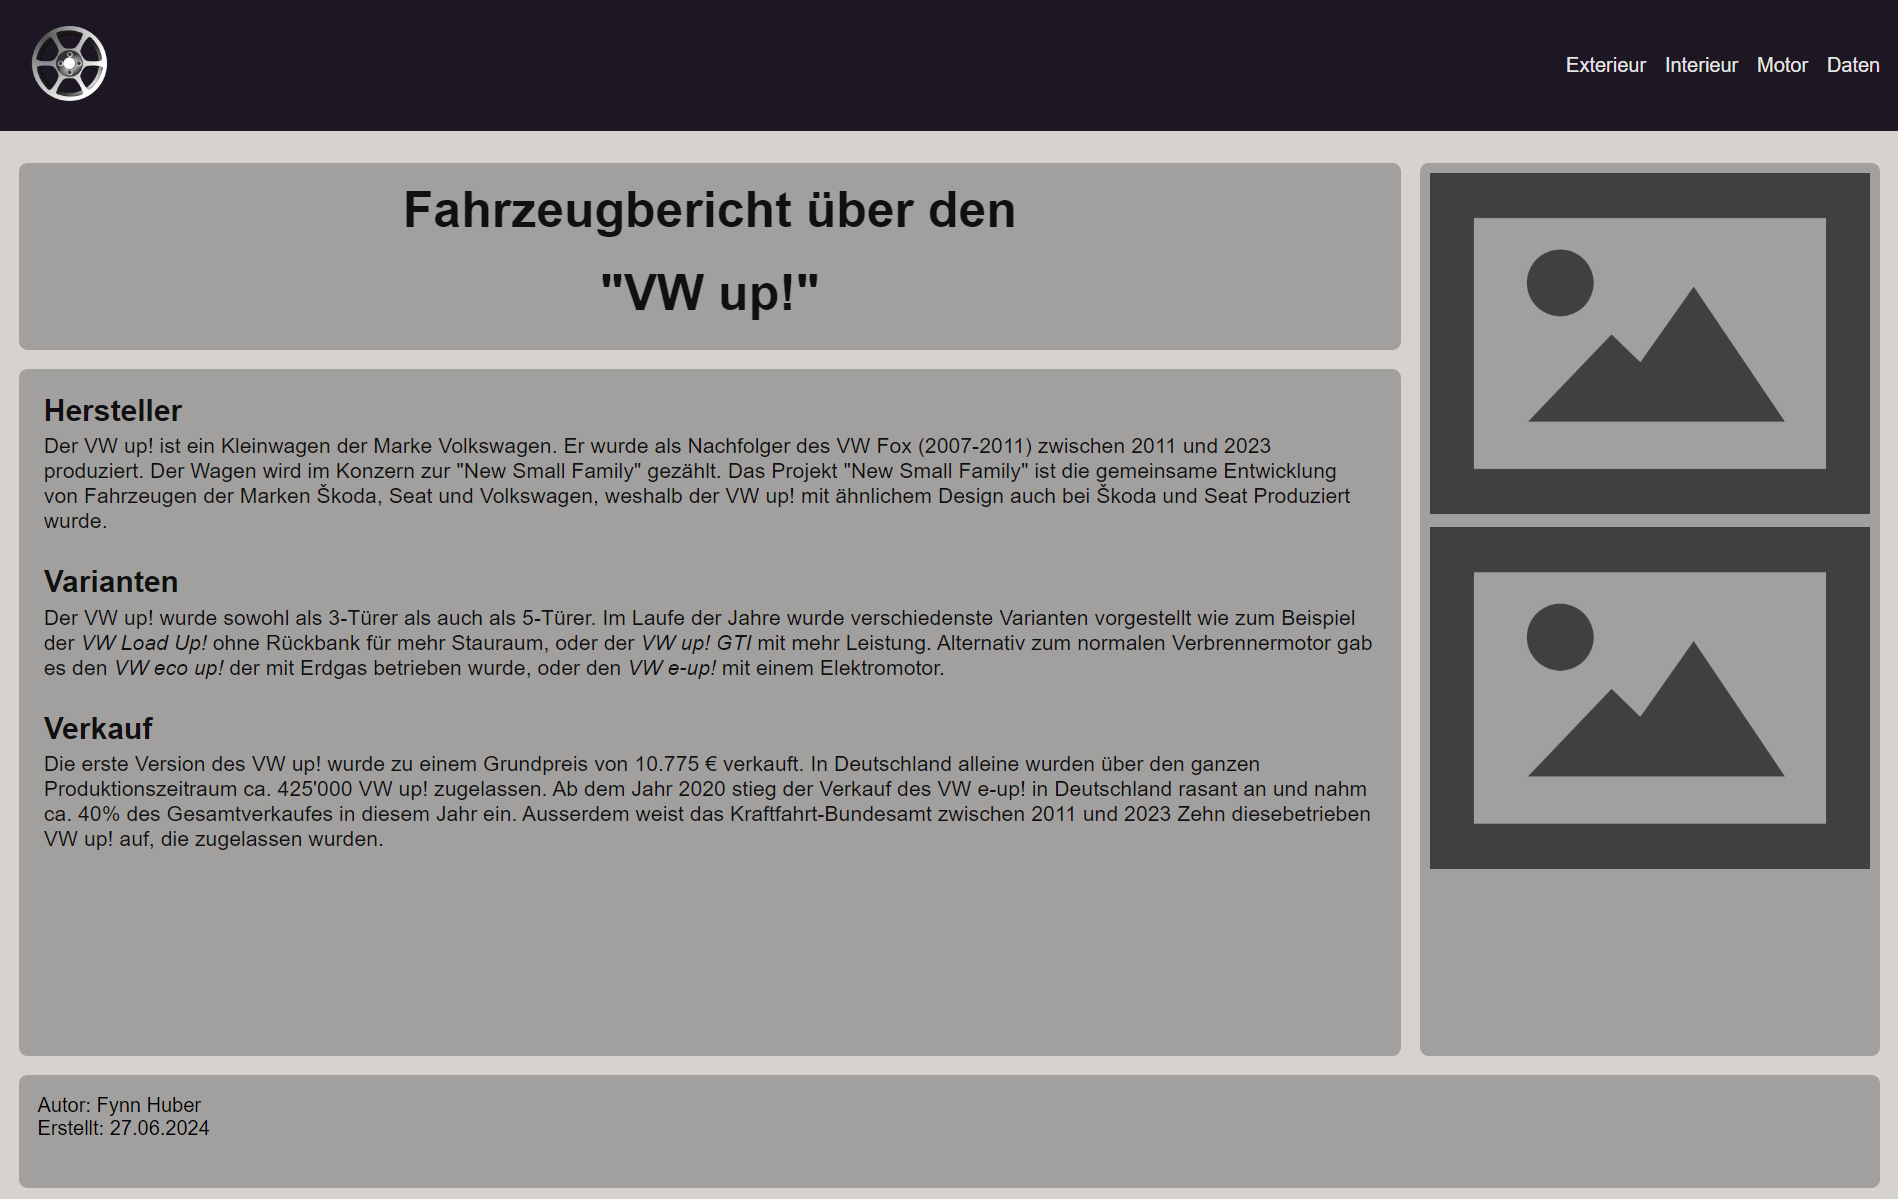 Exterieur Interieur Motor Daten
Fahrzeugbericht über den
"VW up!"
Hersteller
Der VW up! ist ein Kleinwagen der Marke Volkswagen. Er wurde als Nachfolger des VW Fox (2007-2011) zwischen 2011 und 2023
produziert. Der Wagen wird im Konzern zur "New Small Family" gezählt. Das Projekt "New Small Family" ist die gemeinsame Entwicklung
von Fahrzeugen der Marken Škoda, Seat und Volkswagen, weshalb der VW up! mit ähnlichem Design auch bei Škoda und Seat Produziert
wurde.
Varianten
Der VW up! wurde sowohl als 3-Türer als auch als 5-Türer. Im Laufe der Jahre wurde verschiedenste Varianten vorgestellt wie zum Beispiel
der VW Load Up! ohne Rückbank für mehr Stauraum, oder der VW up! GTI mit mehr Leistung. Alternativ zum normalen Verbrennermotor gab
es den VW eco up! der mit Erdgas betrieben wurde, oder den VW e-up! mit einem Elektromotor.
Verkauf
Die erste Version des VW up! wurde zu einem Grundpreis von 10.775 € verkauft. In Deutschland alleine wurden über den ganzen
Produktionszeitraum ca. 425'000 VW up! zugelassen. Ab dem Jahr 2020 stieg der Verkauf des VW e-up! in Deutschland rasant an und nahm
ca. 40% des Gesamtverkaufes in diesem Jahr ein. Ausserdem weist das Kraftfahrt-Bundesamt zwischen 2011 und 2023 Zehn diesebetrieben
VW up! auf, die zugelassen wurden.
Autor: Fynn Huber
Erstellt: 27.06.2024